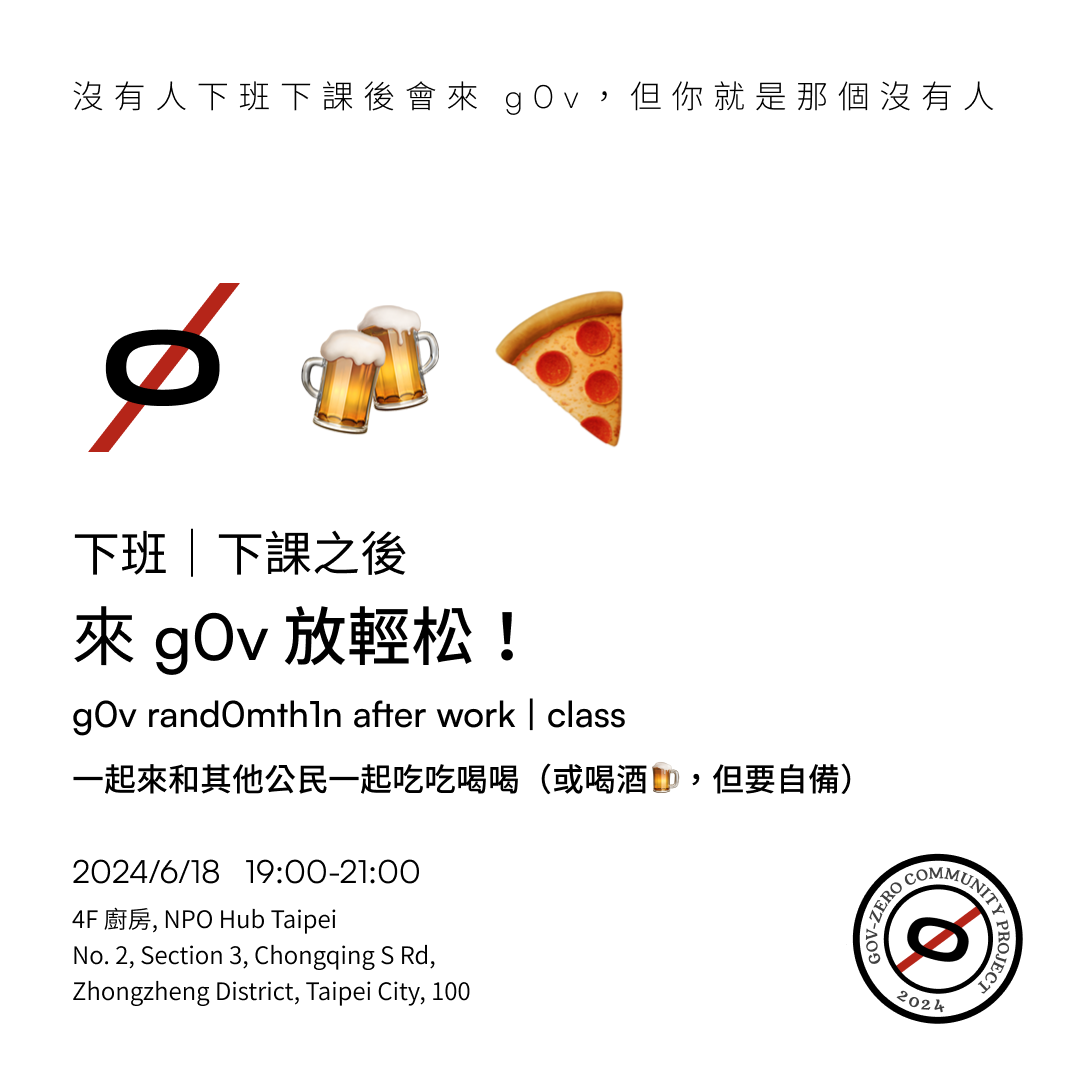 沒有人下班下課後會來 g0v，但你就是那個沒有人
下班｜下課之後
來 g0v 放輕松！
g0v rand0mth1n after work | class
一起來和其他公民一起吃吃喝喝（或喝酒🍺，但要自備）
2024/6/18 19:00-21:00
4F 廚房, NPO Hub Taipei
No. 2, Section 3, Chongqing S Rd,
Zhongzheng District, Taipei City, 100
GOV-ZERO COMMUNITY PROJECT
2024